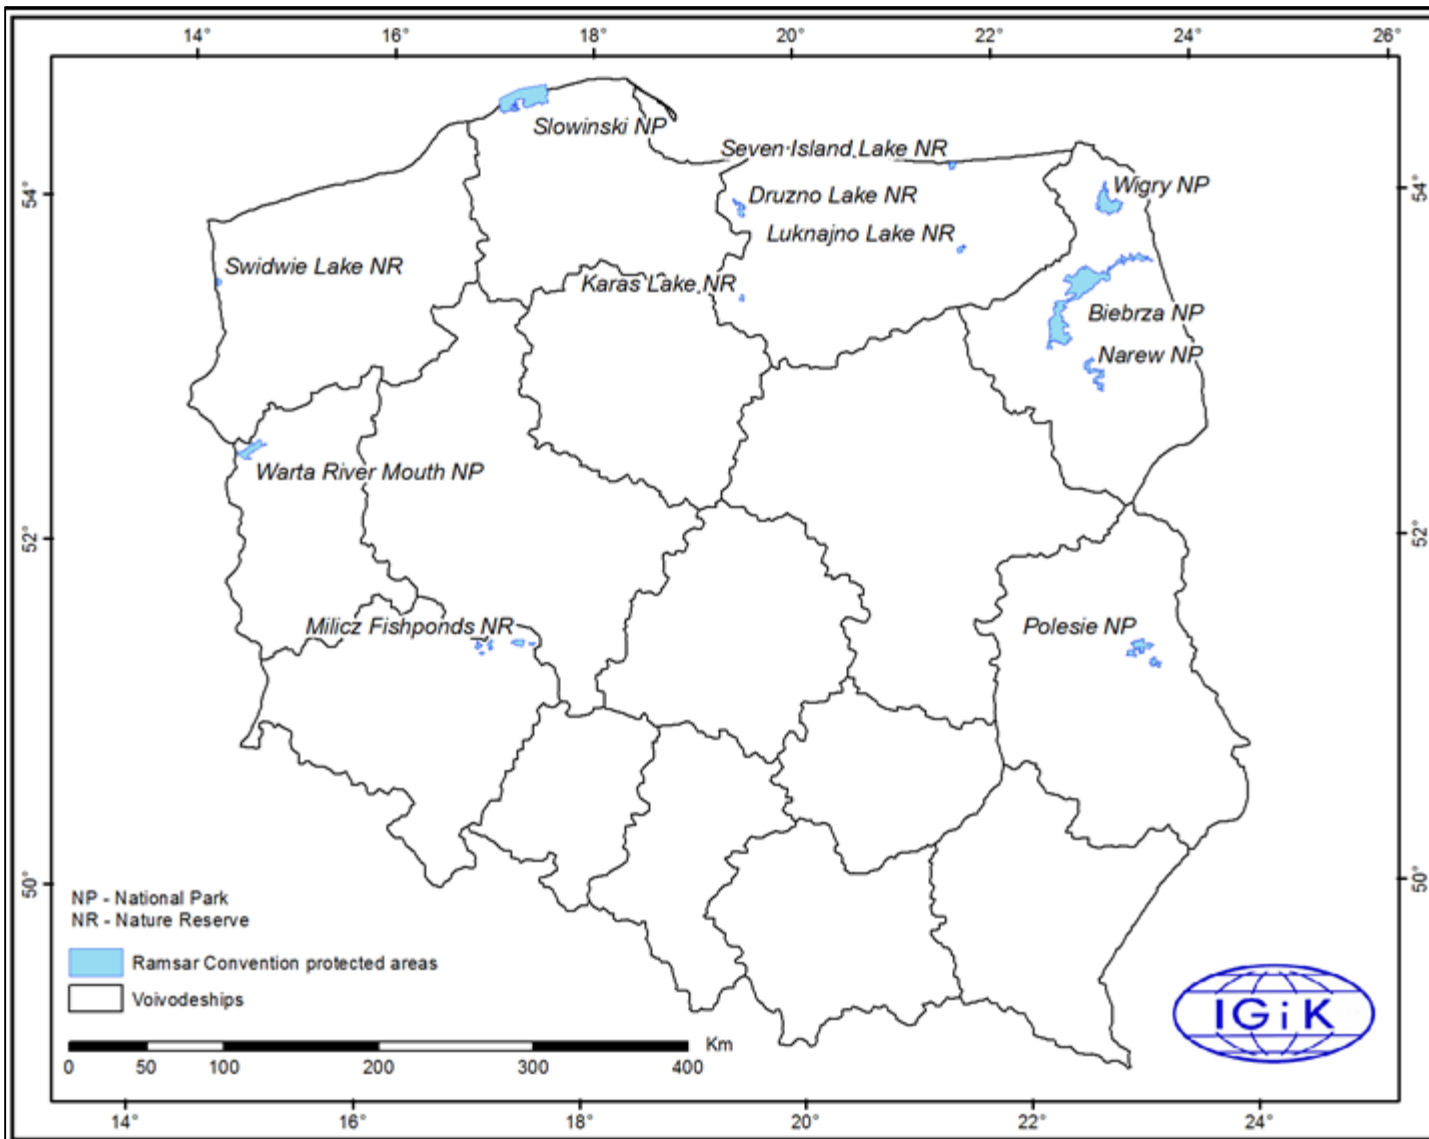 14° 16° 18° 20° 22° 24° 26°
Slowinski NP
Seven Island Lake NR
Wigry NP
54° 54°
Druzno Lake NR
Luknajno Lake NR
Swidwie Lake NR
Karas Lake NR
Biebrza NP
Narew NP
Warta River Mouth NP
52° 52°
Milicz Fishponds NR
Polesie NP
50° 50°
NP - National Park
NR - Nature Reserve
Ramsar Convention protected areas
Voivodeships
IGiK
Km
0 50 100 200 300 400
14° 16° 18° 20° 22° 24°